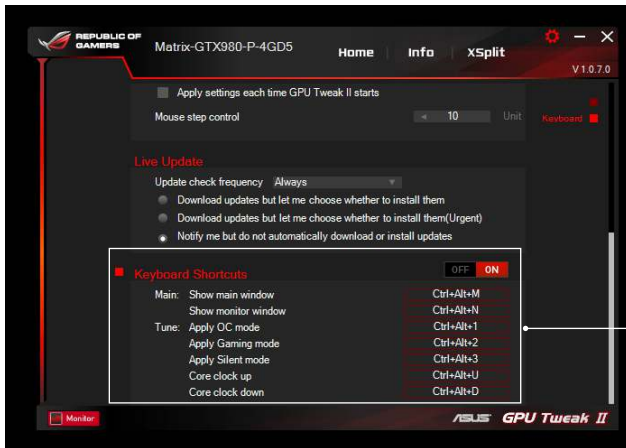 REPUBLIC OF
GAMERS
Matrix-GTX980-P-4GD5
Home Info XSplit
V 1.0.7.0
Apply settings each time GPU Tweak II starts
Mouse step control 10 Unit
Keyboard
Live Update
Update check frequency Always
Download updates but let me choose whether to install them
Download updates but let me choose whether to install them(Urgent)
Notify me but do not automatically download or install updates
Keyboard Shortcuts OFF ON
Main: Show main window Ctrl+Alt+M
Show monitor window Ctrl+Alt+N
Tune: Apply OC mode Ctrl+Alt+1
Apply Gaming mode Ctrl+Alt+2
Apply Silent mode Ctrl+Alt+3
Core clock up Ctrl+Alt+U
Core clock down Ctrl+Alt+D
Monitor ASUS GPU Tweak II